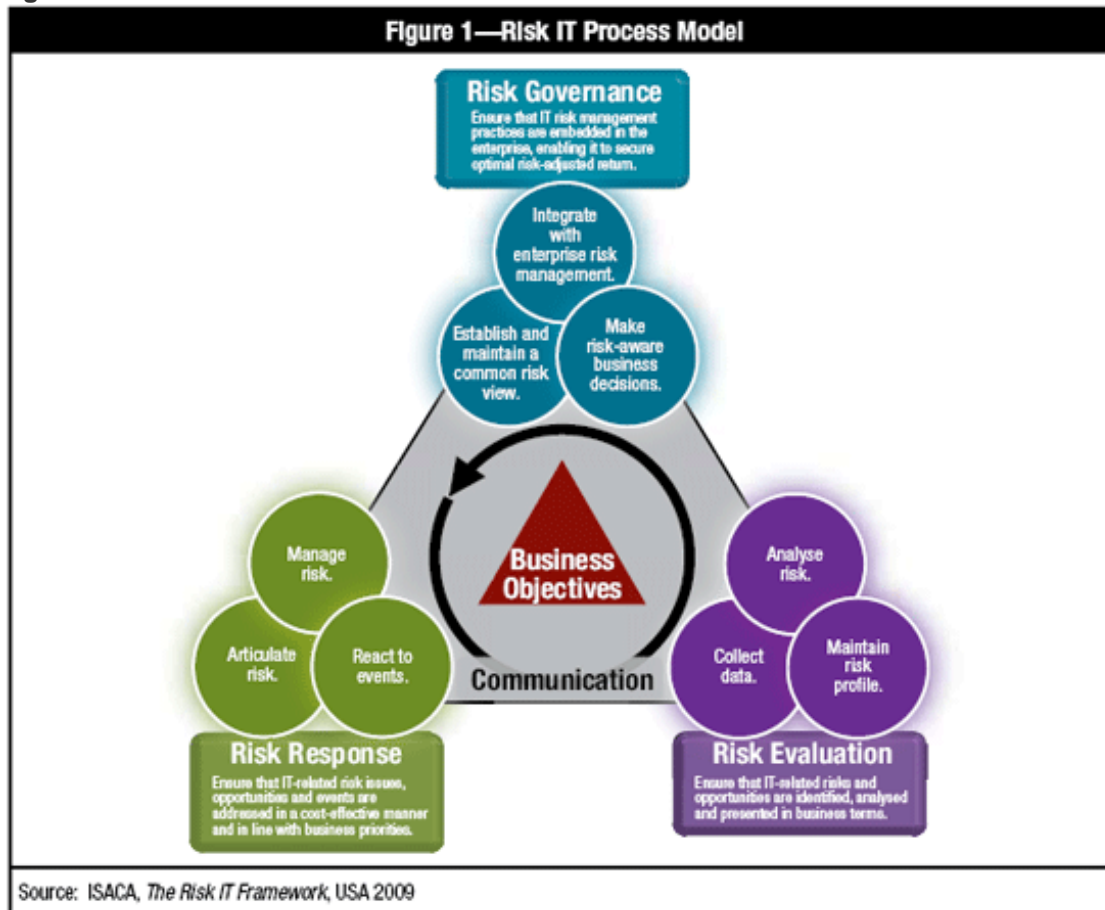 Figure 1—Risk IT Process Model
Risk Governance
Ensure that IT risk management
practices are embedded in the
enterprise, enabling it to secure
optimal risk-adjusted return.
Integrate
with
enterprise risk
management.
Establish and
maintain a
common risk
view.
Make
risk-aware
business
decisions.
Business
Objectives
Communication
Manage
risk.
Articulate
risk.
React to
events.
Risk Response
Ensure that IT-related risk issues,
opportunities and events are
addressed in a cost-effective manner
and in line with business priorities.
Analyse
risk.
Collect
data.
Maintain
risk
profile.
Risk Evaluation
Ensure that IT-related risks and
opportunities are identified, analysed
and presented in business terms.
Source: ISACA, The Risk IT Framework, USA 2009